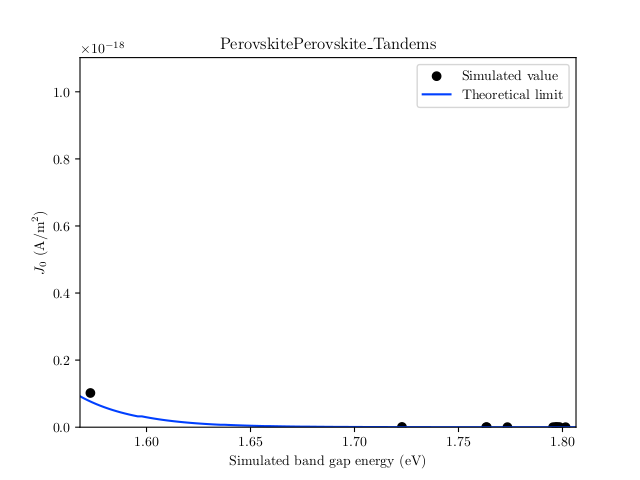 PerovskitePerovskite_Tandems
×10⁻¹⁸
Simulated value
Theoretical limit
1.0
0.8
0.6
0.4
0.2
0.0
J₀ (A/m²)
1.60 1.65 1.70 1.75 1.80
Simulated band gap energy (eV)